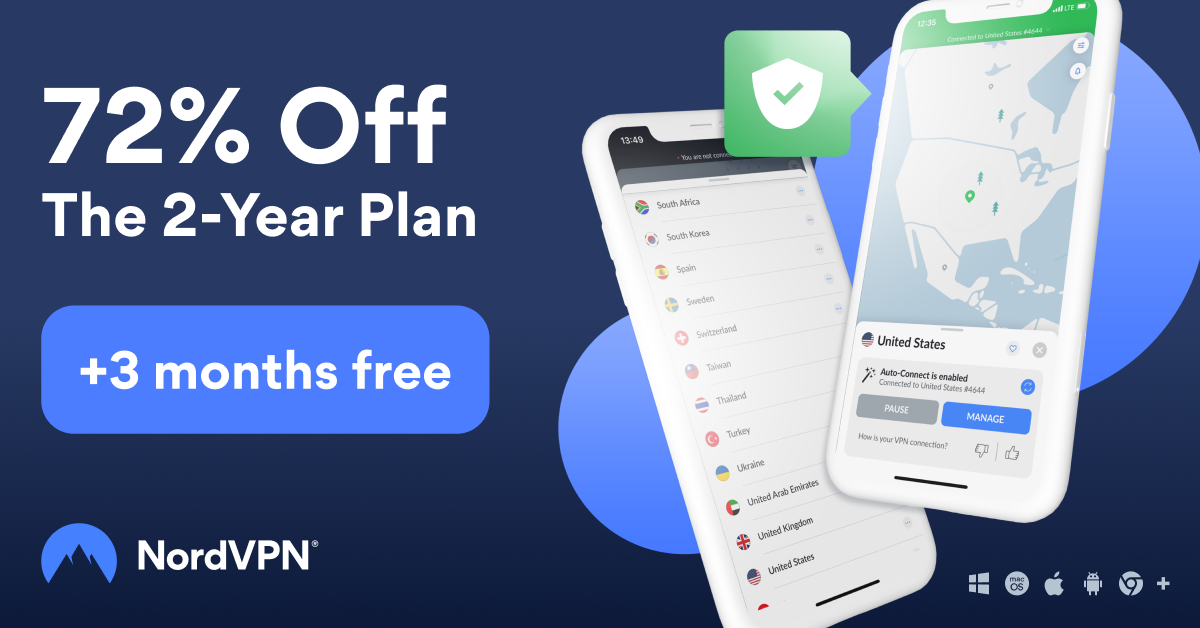 72% Off
The 2-Year Plan
+3 months free
NordVPN®
13:49
You are not conne
South Africa
South Korea
Spain
Sweden
Switzerland
Taiwan
Thailand
Turkey
Ukraine
United Arab Emirates
United Kingdom
United States
12:35
LTE
Connected to United States #4644
United States
Auto-Connect is enabled
Connected to United States #4644
PAUSE
MANAGE
How is your VPN connection?
mac
OS